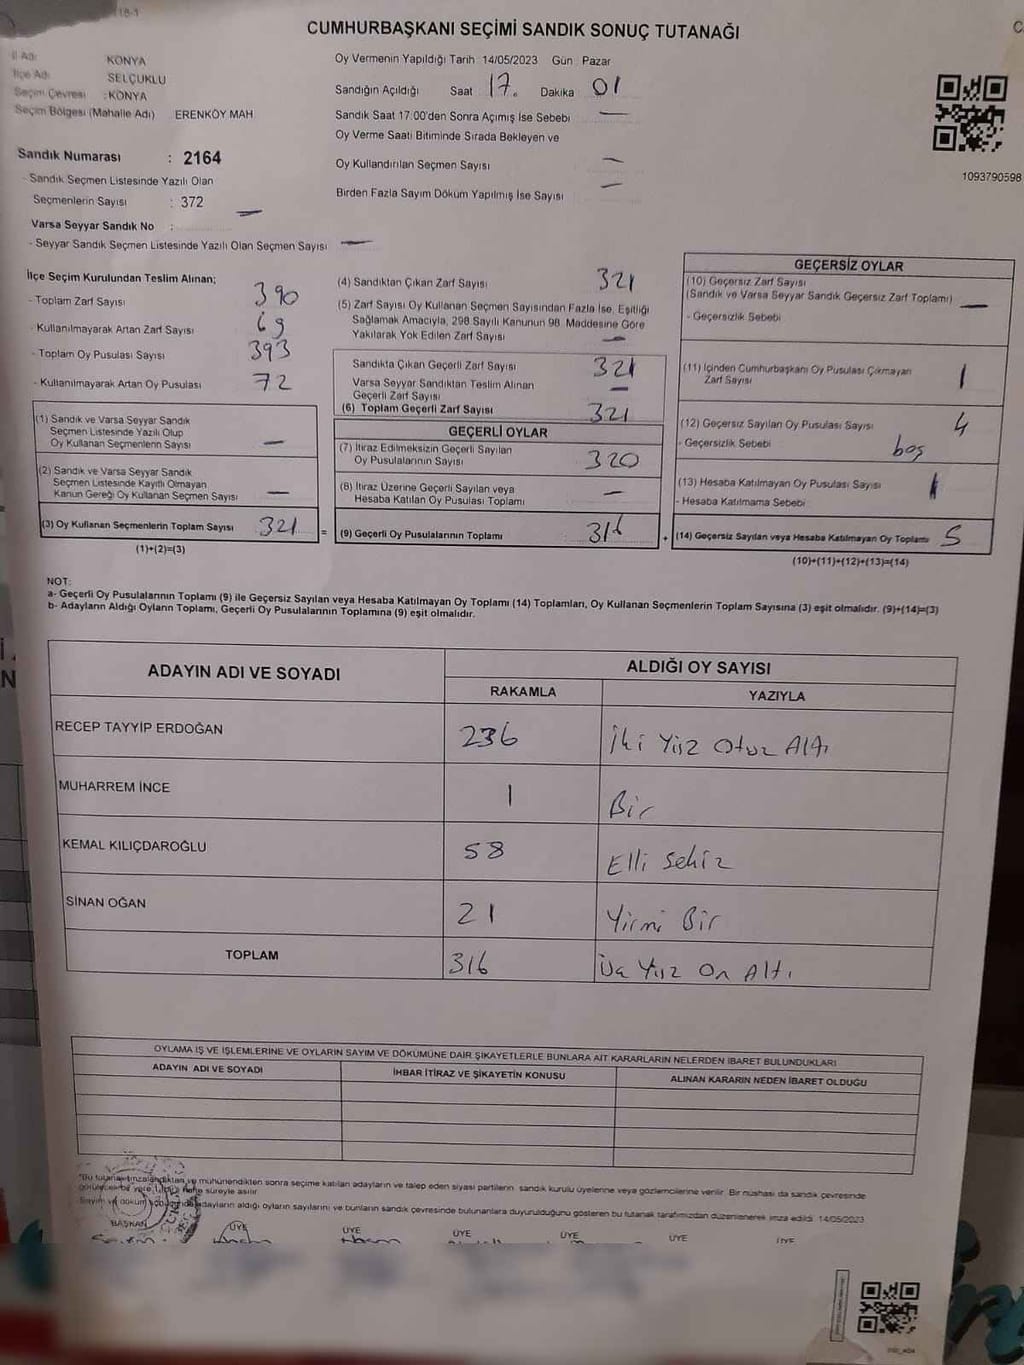 18-1
CUMHURBAŞKANI SEÇİMİ SANDIK SONUÇ TUTANAĞI
İl Adı KONYA
İlçe Adı SELÇUKLU
Seçim Çevresi : KONYA
Seçim Bölgesi (Mahalle Adı) ERENKÖY MAH
Sandık Numarası : 2164
- Sandık Seçmen Listesinde Yazılı Olan
Seçmenlerin Sayısı : 372
Varsa Seyyar Sandık No : —
- Seyyar Sandık Seçmen Listesinde Yazılı Olan Seçmen Sayısı —
Oy Vermenin Yapıldığı Tarih 14/05/2023 Gün Pazar
Sandığın Açıldığı Saat 17. Dakika 01
Sandık Saat 17:00'den Sonra Açımış İse Sebebi —
Oy Verme Saati Bitiminde Sırada Bekleyen ve
Oy Kullandırılan Seçmen Sayısı —
Birden Fazla Sayım Döküm Yapılmış İse Sayısı —
1093790598
İlçe Seçim Kurulundan Teslim Alınan;
- Toplam Zarf Sayısı 390
- Kullanılmayarak Artan Zarf Sayısı 69
- Toplam Oy Pusulası Sayısı 393
- Kullanılmayarak Artan Oy Pusulası 72
(1) Sandık ve Varsa Seyyar Sandık
Seçmen Listesinde Yazılı Olup
Oy Kullanan Seçmenlerin Sayısı —
(2) Sandık ve Varsa Seyyar Sandık
Seçmen Listesinde Kayıtlı Olmayan
Kanun Gereği Oy Kullanan Seçmen Sayısı —
(3) Oy Kullanan Seçmenlerin Toplam Sayısı 321 =
(1)+(2)=(3)
(4) Sandıktan Çıkan Zarf Sayısı 321
(5) Zarf Sayısı Oy Kullanan Seçmen Sayısından Fazla İse, Eşitliği
Sağlamak Amacıyla, 298 Sayılı Kanunun 98. Maddesine Göre
Yakılarak Yok Edilen Zarf Sayısı —
Sandıkta Çıkan Geçerli Zarf Sayısı 321
Varsa Seyyar Sandıktan Teslim Alınan
Geçerli Zarf Sayısı —
(6) Toplam Geçerli Zarf Sayısı 321
GEÇERLİ OYLAR
(7) İtiraz Edilmeksizin Geçerli Sayılan
Oy Pusulalarının Sayısı 320
(8) İtiraz Üzerine Geçerli Sayılan veya
Hesaba Katılan Oy Pusulası Toplamı —
(9) Geçerli Oy Pusulalarının Toplamı 316 +
GEÇERSİZ OYLAR
(10) Geçersiz Zarf Sayısı
(Sandık ve Varsa Seyyar Sandık Geçersiz Zarf Toplamı) —
- Geçersizlik Sebebi
(11) İçinden Cumhurbaşkanı Oy Pusulası Çıkmayan
Zarf Sayısı 1
(12) Geçersiz Sayılan Oy Pusulası Sayısı 4
- Geçersizlik Sebebi boş
(13) Hesaba Katılmayan Oy Pusulası Sayısı
- Hesaba Katılmama Sebebi
(14) Geçersiz Sayılan veya Hesaba Katılmayan Oy Toplamı 5
(10)+(11)+(12)+(13)=(14)
NOT:
a- Geçerli Oy Pusulalarının Toplamı (9) ile Geçersiz Sayılan veya Hesaba Katılmayan Oy Toplamı (14) Toplamları, Oy Kullanan Seçmenlerin Toplam Sayısına (3) eşit olmalıdır. (9)+(14)=(3)
b- Adayların Aldığı Oyların Toplamı, Geçerli Oy Pusulalarının Toplamına (9) eşit olmalıdır.
ADAYIN ADI VE SOYADI ALDIĞI OY SAYISI
RAKAMLA YAZIYLA
RECEP TAYYİP ERDOĞAN 236 İki Yüz Otuz Altı
MUHARREM İNCE 1 Bir
KEMAL KILIÇDAROĞLU 58 Elli Sekiz
SİNAN OĞAN 21 Yirmi Bir
TOPLAM 316 Üç Yüz On Altı
OYLAMA İŞ VE İŞLEMLERİNE VE OYLARIN SAYIM VE DÖKÜMÜNE DAİR ŞİKAYETLERLE BUNLARA AİT KARARLARIN NELERDEN İBARET BULUNDUKLARI
ADAYIN ADI VE SOYADI İHBAR İTİRAZ VE ŞİKAYETİN KONUSU ALINAN KARARIN NEDEN İBARET OLDUĞU
"Bu tutanak imzalandıktan ve mühürlendikten sonra seçime katılan adayların ve talep eden siyasi partilerin sandık kurulu üyelerine veya gözlemcilerine verilir. Bir nüshası da sandık çevresinde
süreyle asılır
Sayım ve döküm adayların aldığı oyların sayılarını ve bunların sandık çevresinde bulunanlara duyurulduğunu gösteren bu tutanak tarafımızdan düzenlenerek imza edildi. 14/05/2023
BAŞKAN ÜYE ÜYE ÜYE ÜYE ÜYE ÜYE